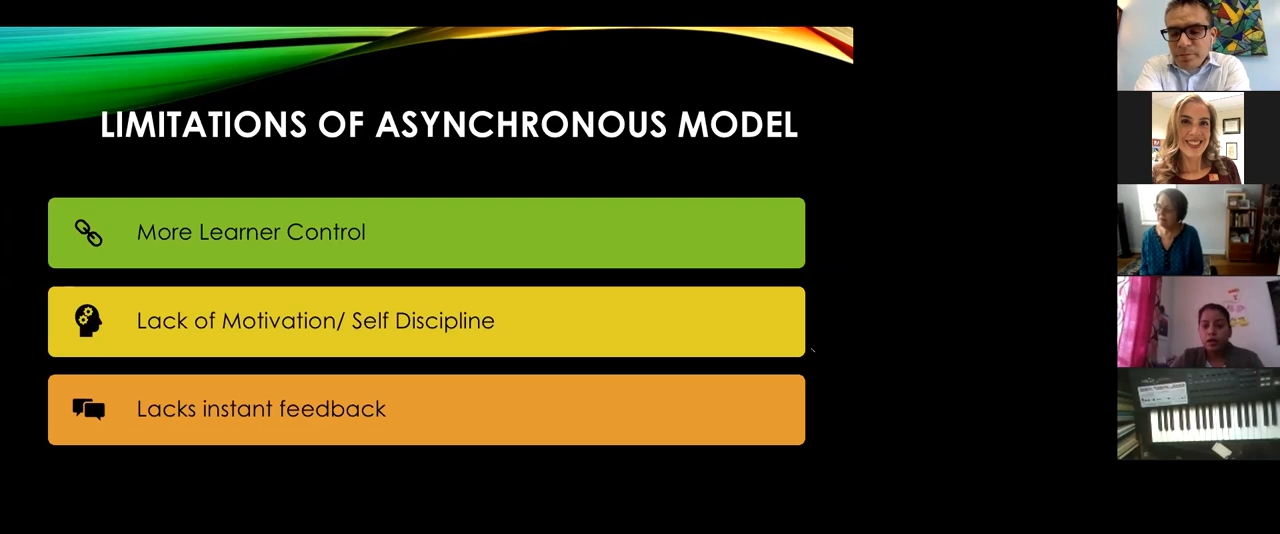 LIMITATIONS OF ASYNCHRONOUS MODEL
More Learner Control
Lack of Motivation/ Self Discipline
Lacks instant feedback